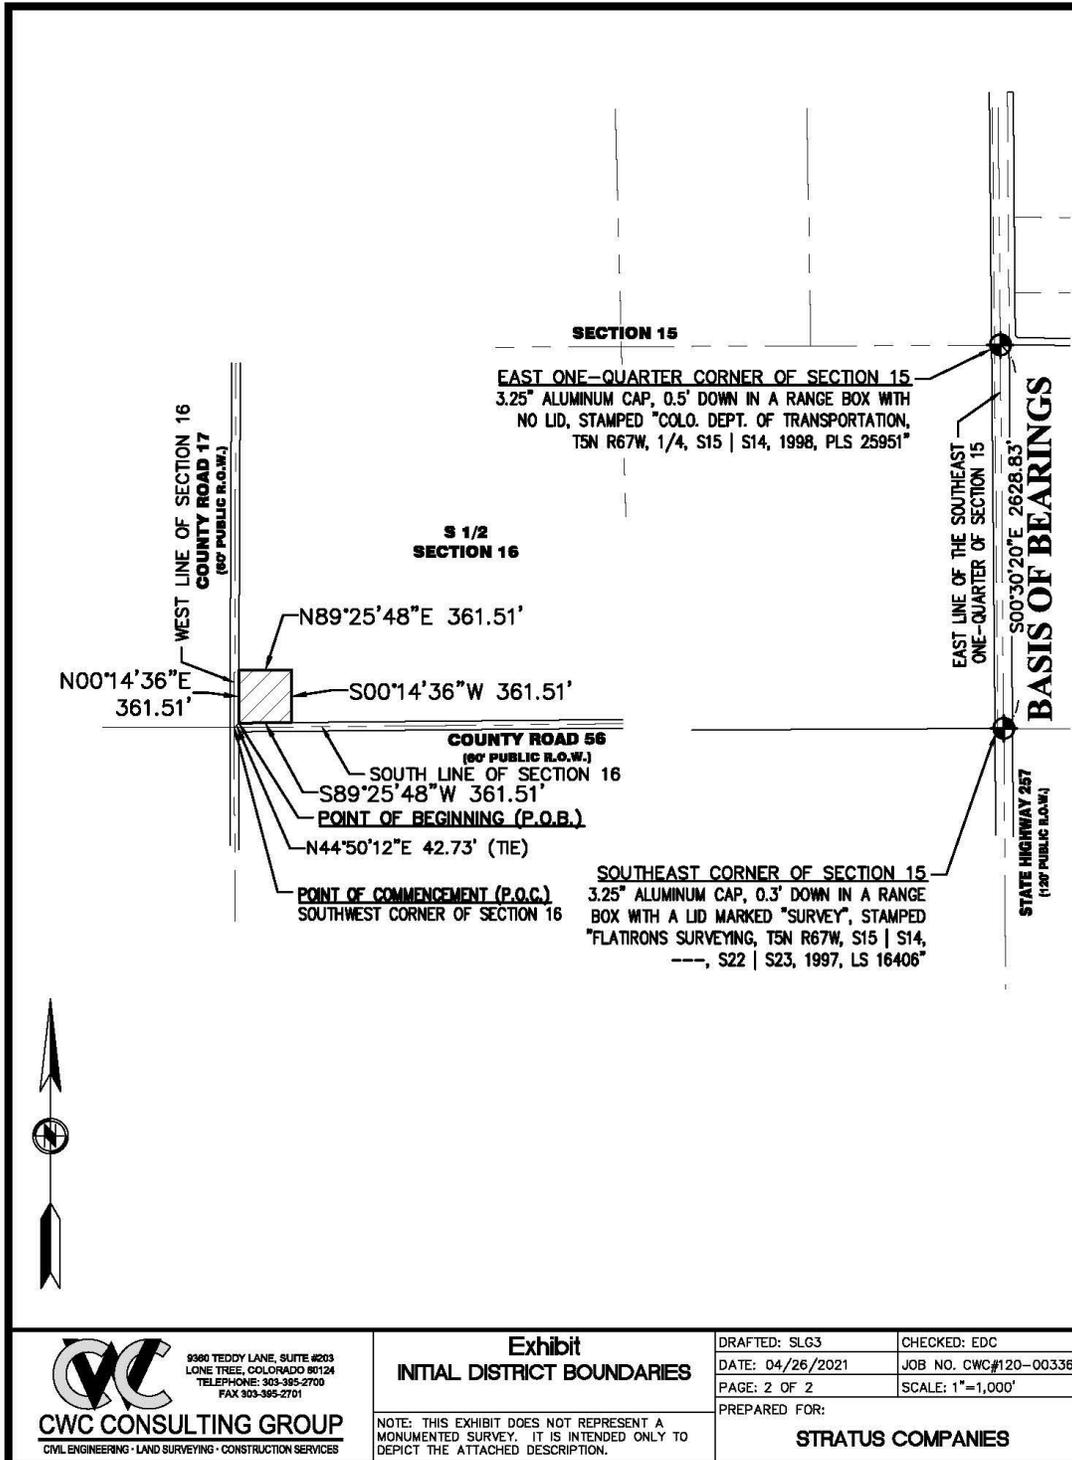 SECTION 15
EAST ONE-QUARTER CORNER OF SECTION 15
3.25" ALUMINUM CAP, 0.5' DOWN IN A RANGE BOX WITH
NO LID, STAMPED "COLO. DEPT. OF TRANSPORTATION,
T5N R67W, 1/4, S15 | S14, 1998, PLS 25951"
WEST LINE OF SECTION 16
COUNTY ROAD 17
(60' PUBLIC R.O.W.)
EAST LINE OF THE SOUTHEAST
ONE-QUARTER OF SECTION 15
S00°30'20"E 2628.83'
BASIS OF BEARINGS
S 1/2
SECTION 16
N89°25'48"E 361.51'
N00°14'36"E
361.51'
S00°14'36"W 361.51'
COUNTY ROAD 56
(60' PUBLIC R.O.W.)
SOUTH LINE OF SECTION 16
S89°25'48"W 361.51'
POINT OF BEGINNING (P.O.B.)
N44°50'12"E 42.73' (TIE)
POINT OF COMMENCEMENT (P.O.C.)
SOUTHWEST CORNER OF SECTION 16
SOUTHEAST CORNER OF SECTION 15
3.25" ALUMINUM CAP, 0.3' DOWN IN A RANGE
BOX WITH A LID MARKED "SURVEY", STAMPED
"FLATIRONS SURVEYING, T5N R67W, S15 | S14,
---, S22 | S23, 1997, LS 16406"
STATE HIGHWAY 257
(120' PUBLIC R.O.W.)
N
CWC
9360 TEDDY LANE, SUITE #203
LONE TREE, COLORADO 80124
TELEPHONE: 303-395-2700
FAX 303-395-2701
CWC CONSULTING GROUP
CIVIL ENGINEERING · LAND SURVEYING · CONSTRUCTION SERVICES
Exhibit
INITIAL DISTRICT BOUNDARIES
NOTE: THIS EXHIBIT DOES NOT REPRESENT A
MONUMENTED SURVEY. IT IS INTENDED ONLY TO
DEPICT THE ATTACHED DESCRIPTION.
DRAFTED: SLG3
CHECKED: EDC
DATE: 04/26/2021
JOB NO. CWC#120-00336
PAGE: 2 OF 2
SCALE: 1"=1,000'
PREPARED FOR:
STRATUS COMPANIES